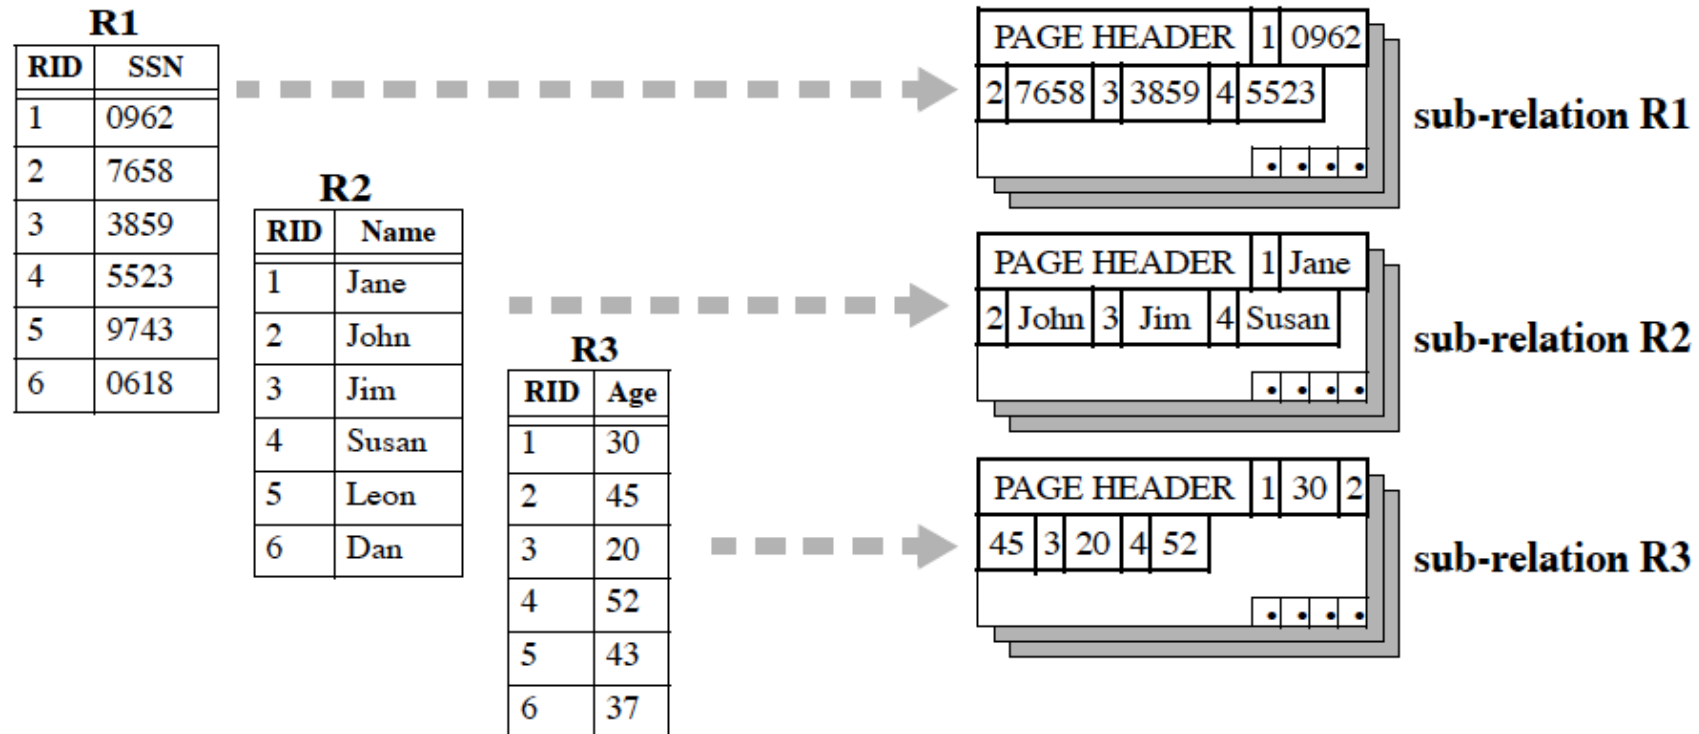 R1
RID SSN
1 0962
2 7658
3 3859
4 5523
5 9743
6 0618
R2
RID Name
1 Jane
2 John
3 Jim
4 Susan
5 Leon
6 Dan
R3
RID Age
1 30
2 45
3 20
4 52
5 43
6 37
PAGE HEADER 1 0962
2 7658 3 3859 4 5523
sub-relation R1
PAGE HEADER 1 Jane
2 John 3 Jim 4 Susan
sub-relation R2
PAGE HEADER 1 30 2
45 3 20 4 52
sub-relation R3